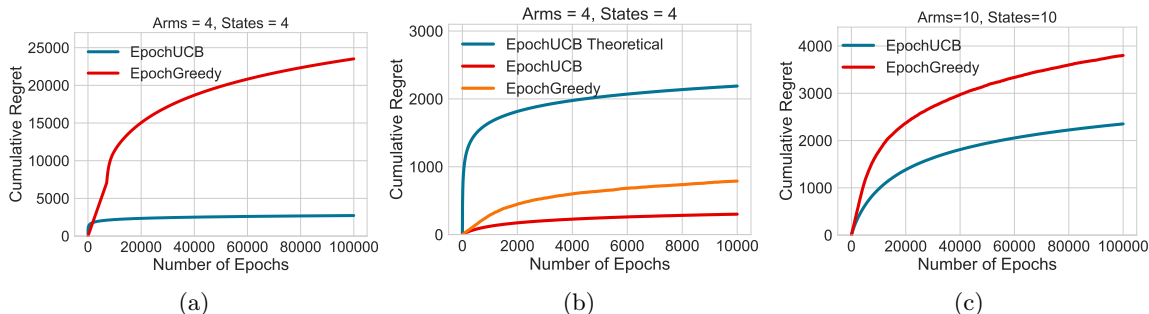 Arms = 4, States = 4
25000
20000
15000
10000
5000
0
Cumulative Regret
EpochUCB
EpochGreedy
0 20000 40000 60000 80000 100000
Number of Epochs
(a)
Arms = 4, States = 4
3000
2000
1000
0
Cumulative Regret
EpochUCB Theoretical
EpochUCB
EpochGreedy
0 2000 4000 6000 8000 10000
Number of Epochs
(b)
Arms=10, States=10
4000
3000
2000
1000
0
Cumulative Regret
EpochUCB
EpochGreedy
0 20000 40000 60000 80000 100000
Number of Epochs
(c)